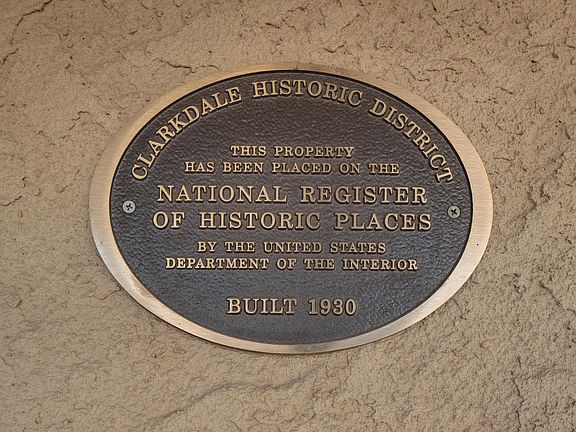 CLARKDALE HISTORIC DISTRICT
THIS PROPERTY
HAS BEEN PLACED ON THE
NATIONAL REGISTER
OF HISTORIC PLACES
BY THE UNITED STATES
DEPARTMENT OF THE INTERIOR
BUILT 1930